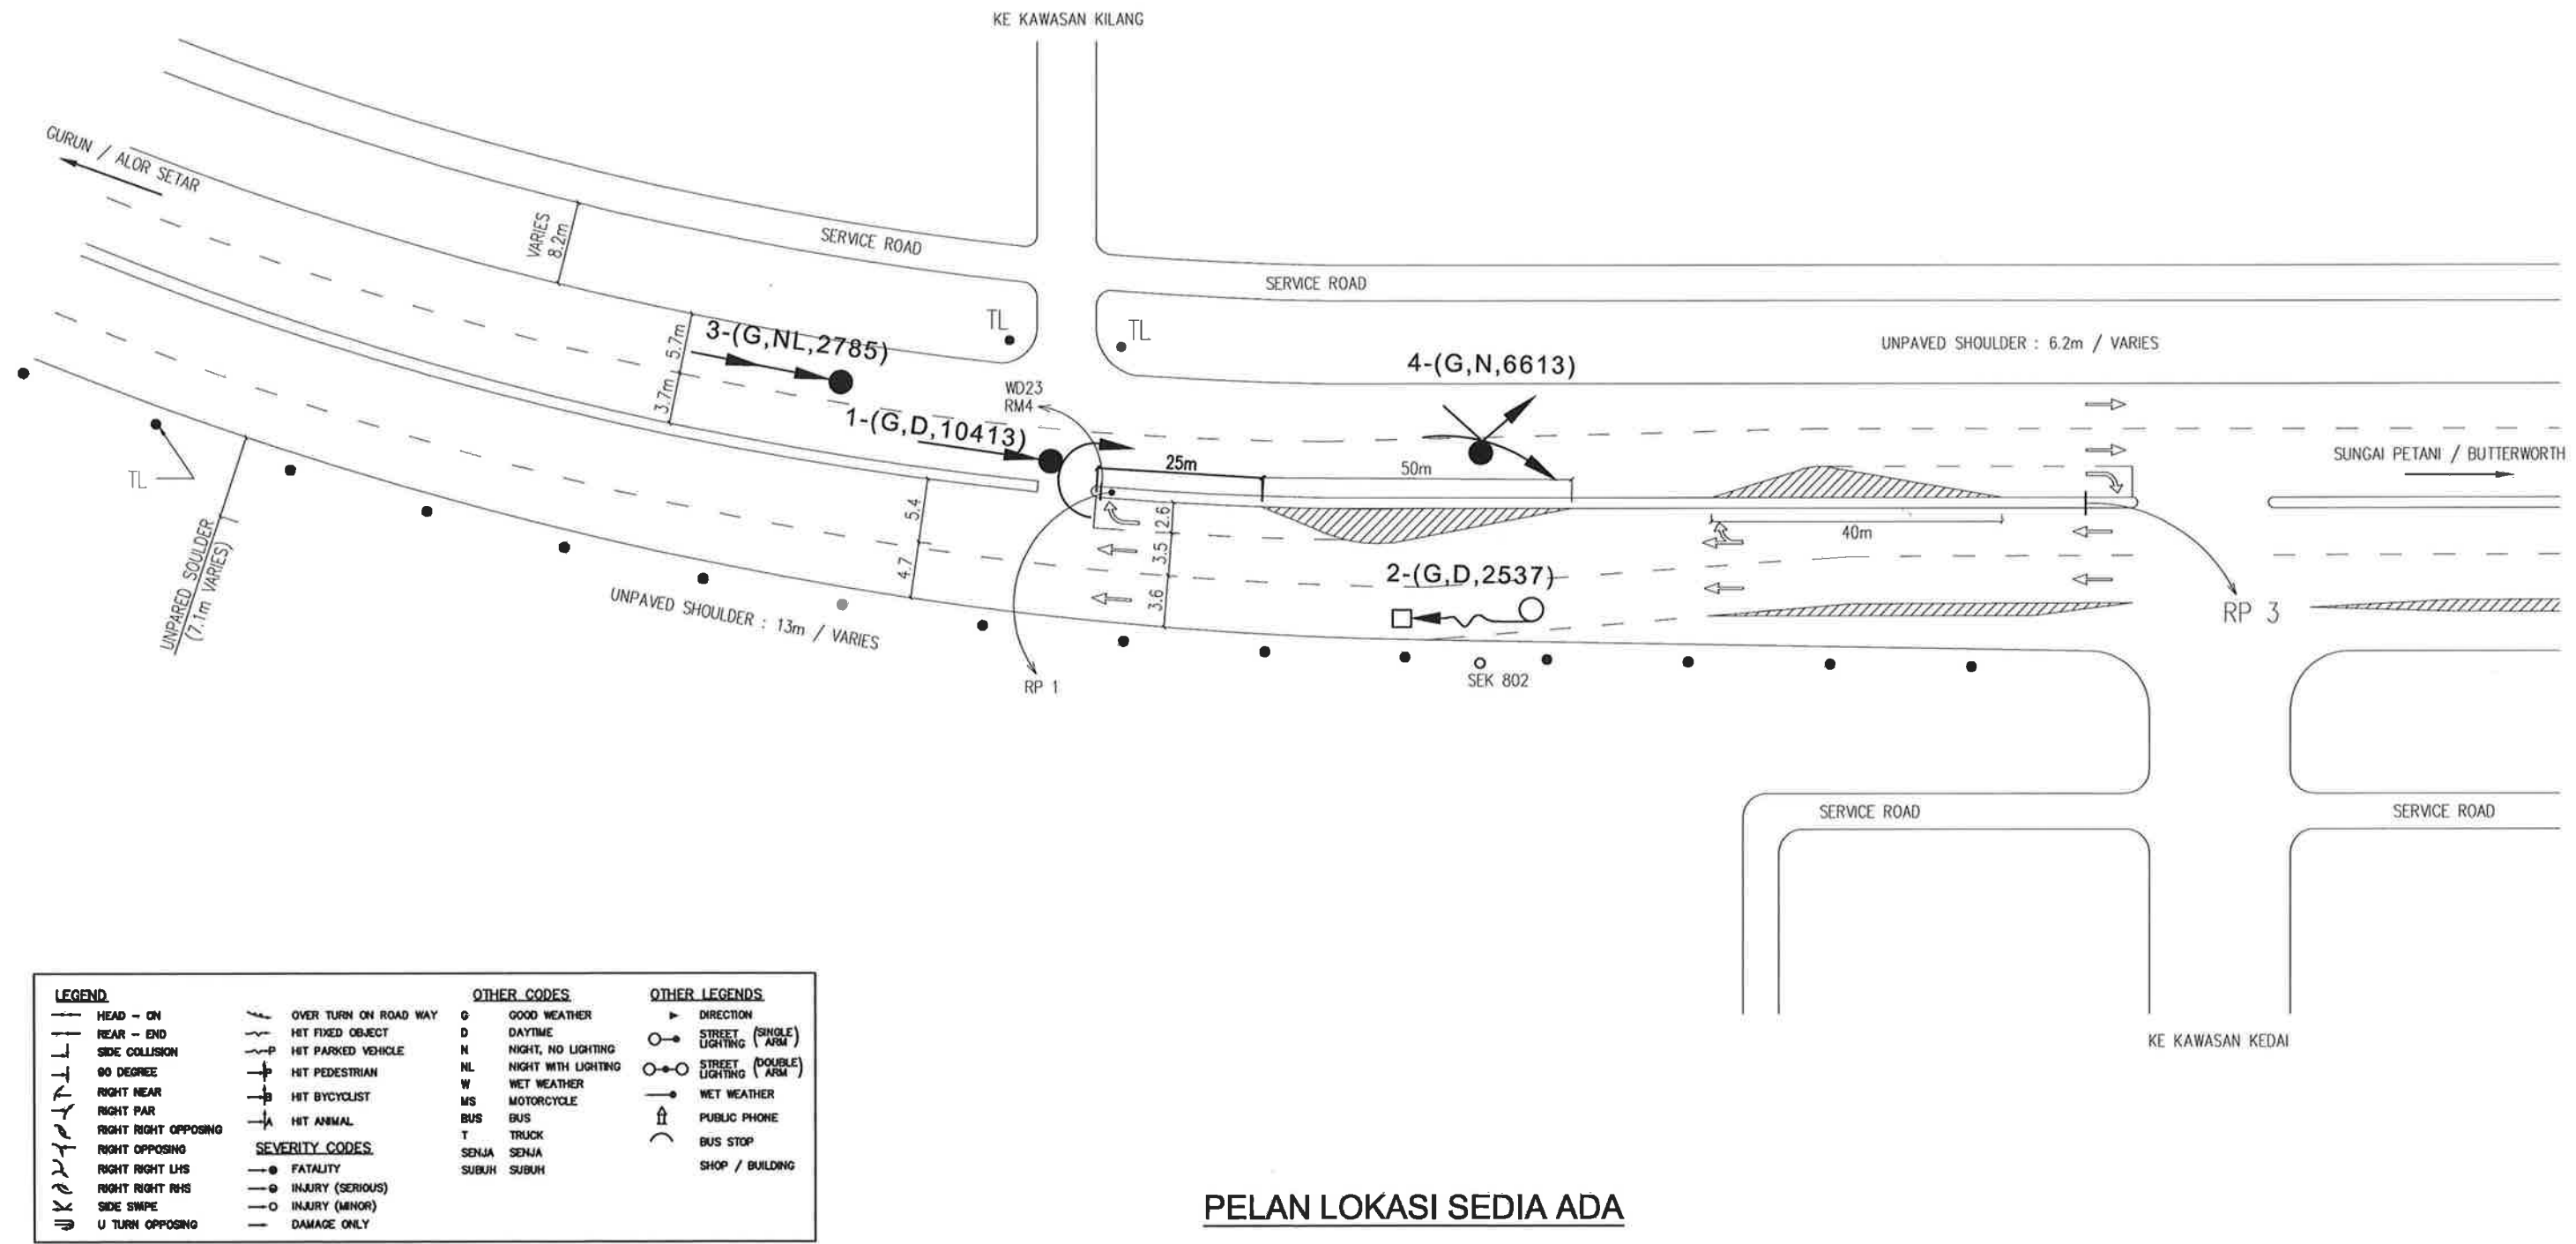 KE KAWASAN KILANG
GURUN / ALOR SETAR
VARIES
8.2m
SERVICE ROAD
SERVICE ROAD
TL
TL
UNPAVED SHOULDER : 6.2m / VARIES
5.7m
3.7m
3-(G,NL,2785)
4-(G,N,6613)
WD23
RM4
1-(G,D,10413)
25m
50m
SUNGAI PETANI / BUTTERWORTH
TL
5.4
4.7
2.6
3.5
3.6
40m
2-(G,D,2537)
UNPARED SOULDER
(7.1m VARIES)
UNPAVED SHOULDER : 13m / VARIES
RP 3
RP 1
SEK 802
SERVICE ROAD
SERVICE ROAD
KE KAWASAN KEDAI
LEGEND
HEAD - ON
REAR - END
SIDE COLLISION
90 DEGREE
RIGHT NEAR
RIGHT PAR
RIGHT RIGHT OPPOSING
RIGHT OPPOSING
RIGHT RIGHT LHS
RIGHT RIGHT RHS
SIDE SWIPE
U TURN OPPOSING
OVER TURN ON ROAD WAY
HIT FIXED OBJECT
P HIT PARKED VEHICLE
P HIT PEDESTRIAN
B HIT BYCYCLIST
A HIT ANIMAL
SEVERITY CODES
FATALITY
INJURY (SERIOUS)
INJURY (MINOR)
DAMAGE ONLY
OTHER CODES
G GOOD WEATHER
D DAYTIME
N NIGHT, NO LIGHTING
NL NIGHT WITH LIGHTING
W WET WEATHER
MS MOTORCYCLE
BUS BUS
T TRUCK
SENJA SENJA
SUBUH SUBUH
OTHER LEGENDS
DIRECTION
STREET LIGHTING (SINGLE ARM)
STREET LIGHTING (DOUBLE ARM)
WET WEATHER
PUBLIC PHONE
BUS STOP
SHOP / BUILDING
PELAN LOKASI SEDIA ADA